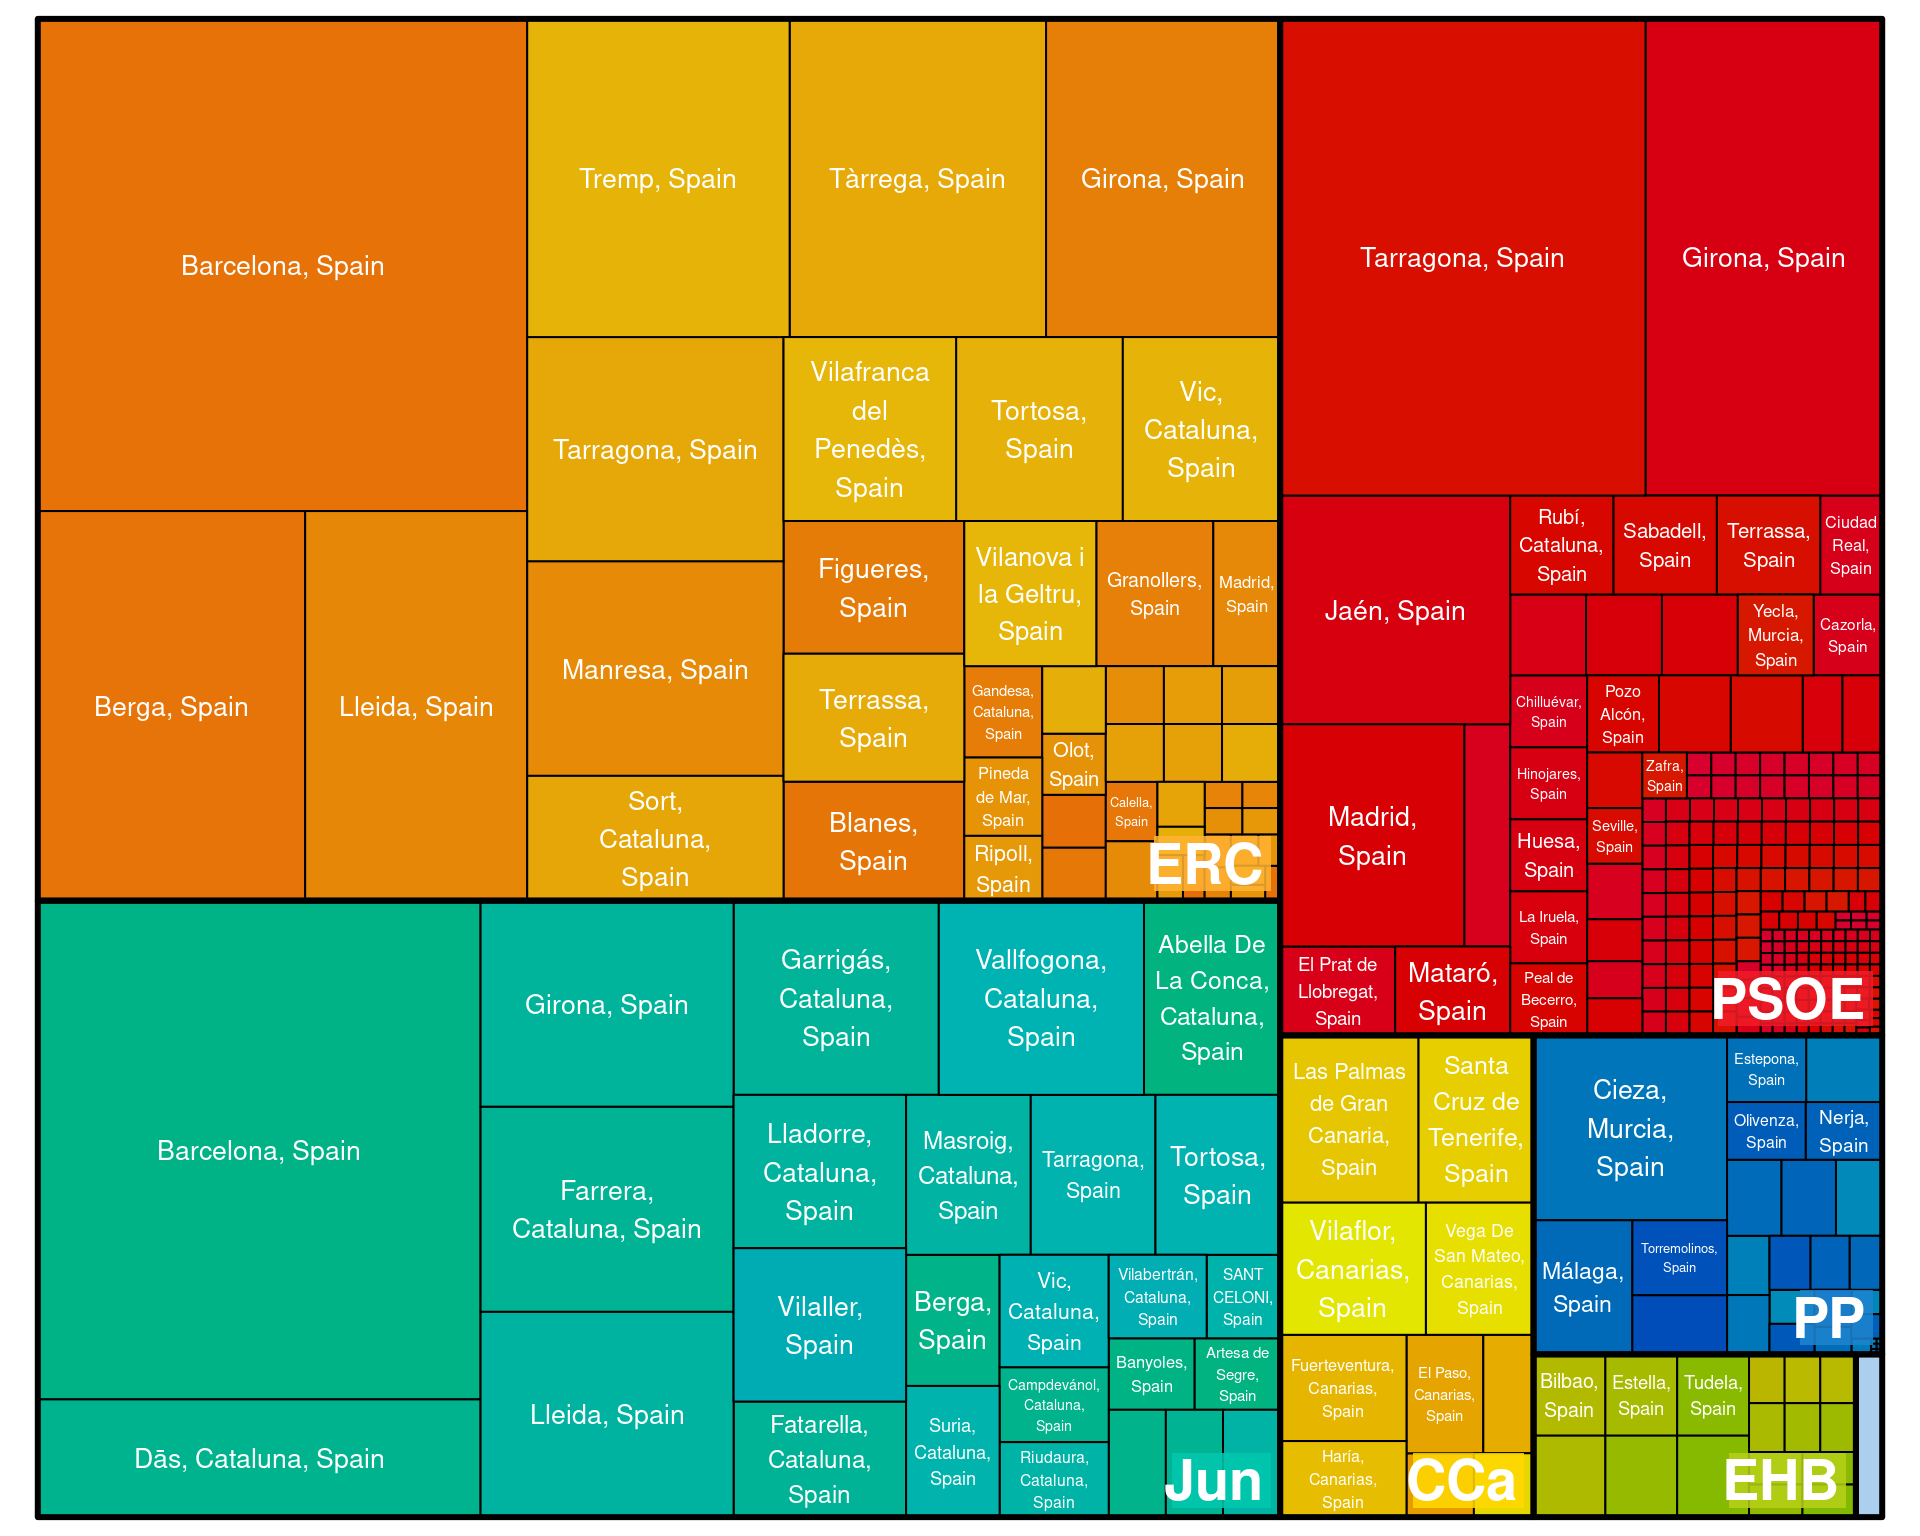 Barcelona, Spain
Tremp, Spain
Tàrrega, Spain
Girona, Spain
Berga, Spain
Lleida, Spain
Tarragona, Spain
Manresa, Spain
Sort,
Cataluna,
Spain
Vilafranca
del
Penedès,
Spain
Tortosa,
Spain
Vic,
Cataluna,
Spain
Figueres,
Spain
Terrassa,
Spain
Blanes,
Spain
Vilanova i
la Geltru,
Spain
Granollers,
Spain
Madrid,
Spain
Gandesa,
Cataluna,
Spain
Pineda
de Mar,
Spain
Ripoll,
Spain
Olot,
Spain
Calella,
Spain
ERC
Barcelona, Spain
Dās, Cataluna, Spain
Girona, Spain
Farrera,
Cataluna, Spain
Lleida, Spain
Garrigás,
Cataluna,
Spain
Vallfogona,
Cataluna,
Spain
Abella De
La Conca,
Cataluna,
Spain
Lladorre,
Cataluna,
Spain
Vilaller,
Spain
Fatarella,
Cataluna,
Spain
Masroig,
Cataluna,
Spain
Tarragona,
Spain
Tortosa,
Spain
Berga,
Spain
Suria,
Cataluna,
Spain
Vic,
Cataluna,
Spain
Campdevánol,
Cataluna,
Spain
Riudaura,
Cataluna,
Spain
Vilabertrán,
Cataluna,
Spain
SANT
CELONI,
Spain
Banyoles,
Spain
Artesa de
Segre,
Spain
Jun
Tarragona, Spain
Girona, Spain
Jaén, Spain
Madrid,
Spain
El Prat de
Llobregat,
Spain
Mataró,
Spain
Rubí,
Cataluna,
Spain
Sabadell,
Spain
Terrassa,
Spain
Ciudad
Real,
Spain
Yecla,
Murcia,
Spain
Cazorla,
Spain
Chilluévar,
Spain
Hinojares,
Spain
Huesa,
Spain
La Iruela,
Spain
Peal de
Becerro,
Spain
Pozo
Alcón,
Spain
Seville,
Spain
Zafra,
Spain
PSOE
Las Palmas
de Gran
Canaria,
Spain
Santa
Cruz de
Tenerife,
Spain
Vilaflor,
Canarias,
Spain
Vega De
San Mateo,
Canarias,
Spain
Fuerteventura,
Canarias,
Spain
Haría,
Canarias,
Spain
El Paso,
Canarias,
Spain
CCa
Cieza,
Murcia,
Spain
Málaga,
Spain
Torremolinos,
Spain
Estepona,
Spain
Olivenza,
Spain
Nerja,
Spain
PP
Bilbao,
Spain
Estella,
Spain
Tudela,
Spain
EHB